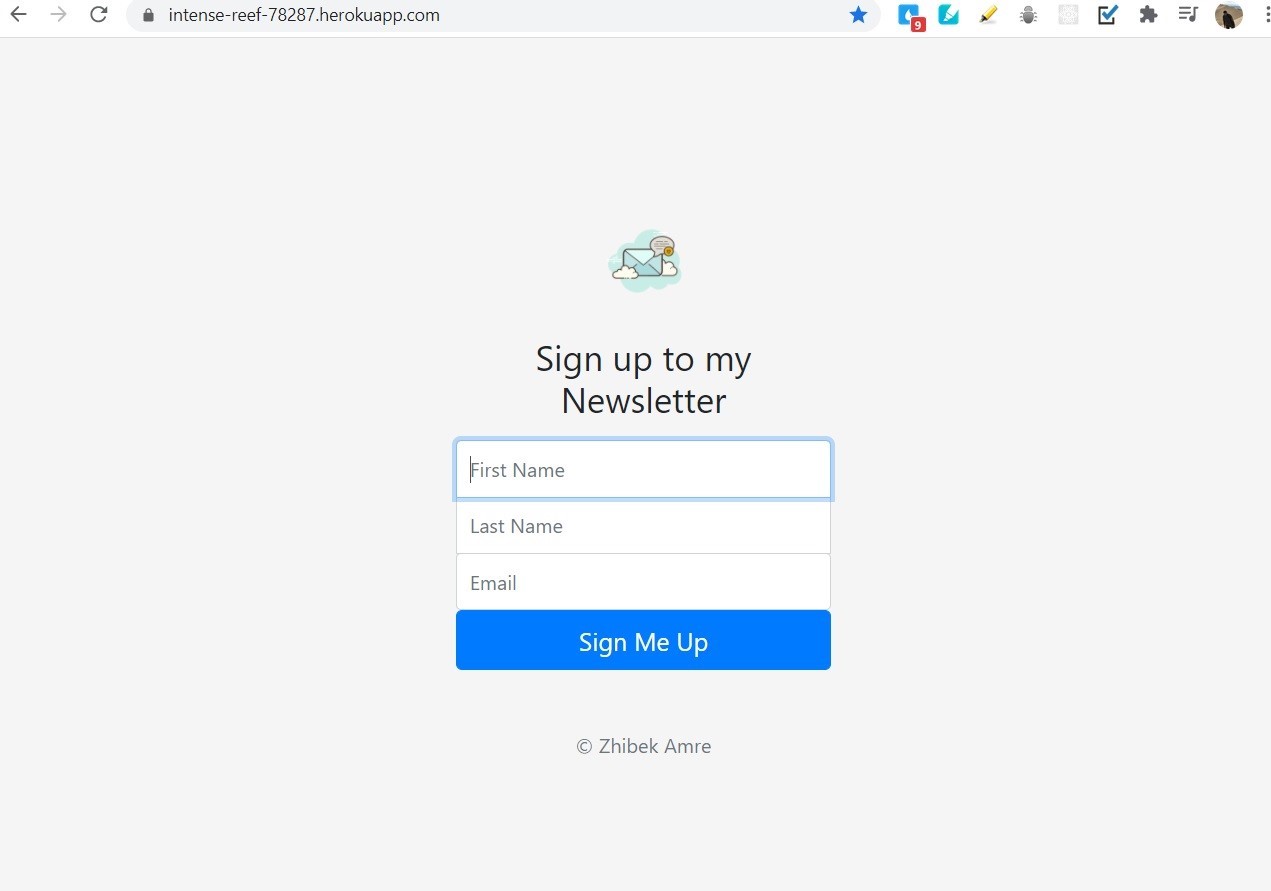 intense-reef-78287.herokuapp.com
9
Sign up to my
Newsletter
First Name
Last Name
Email
Sign Me Up
© Zhibek Amre